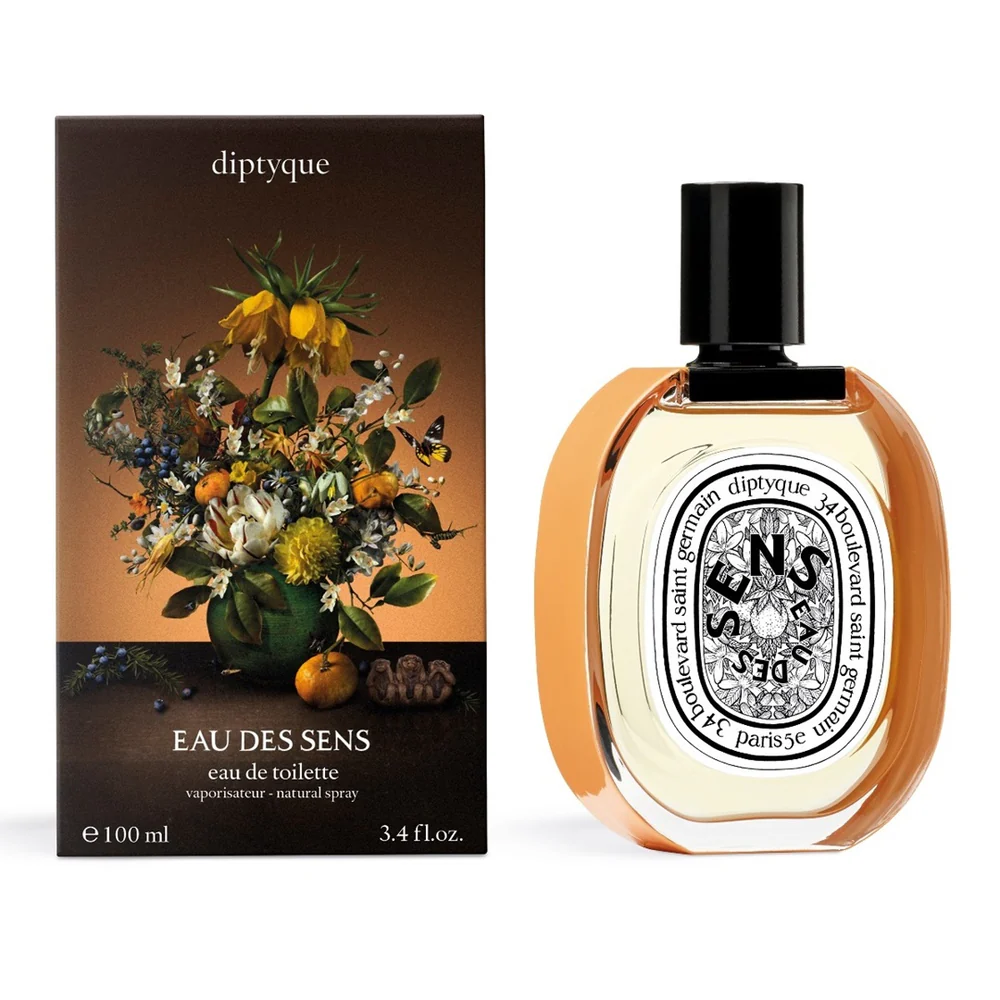 diptyque
EAU DES SENS
eau de toilette
vaporisateur - natural spray
℮ 100 ml
3.4 fl.oz.
diptyque 34 boulevard saint germain paris 5e 34 boulevard saint germain
EAU DES SENS